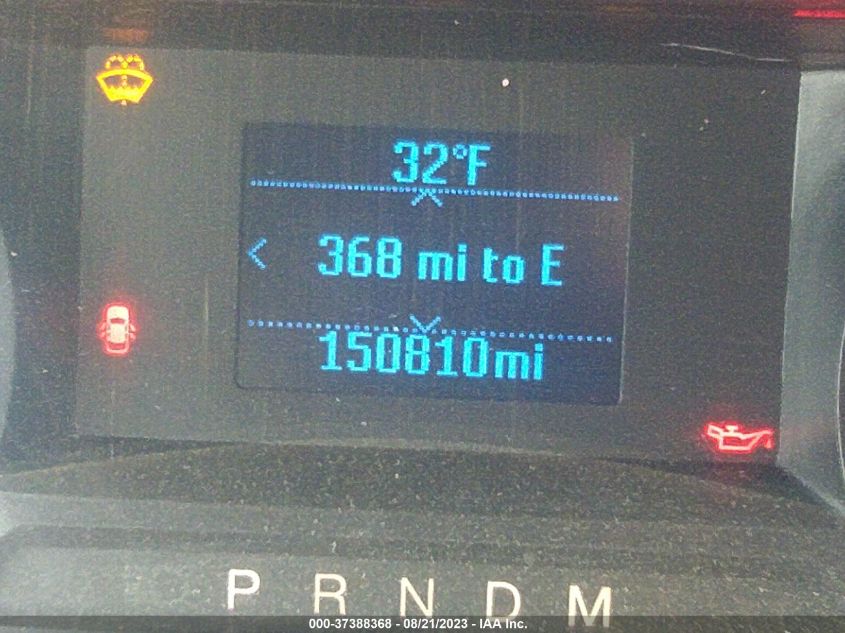 32°F
368 mi to E
150810mi
P R N D M
000-37388368 - 08/21/2023 - IAA Inc.